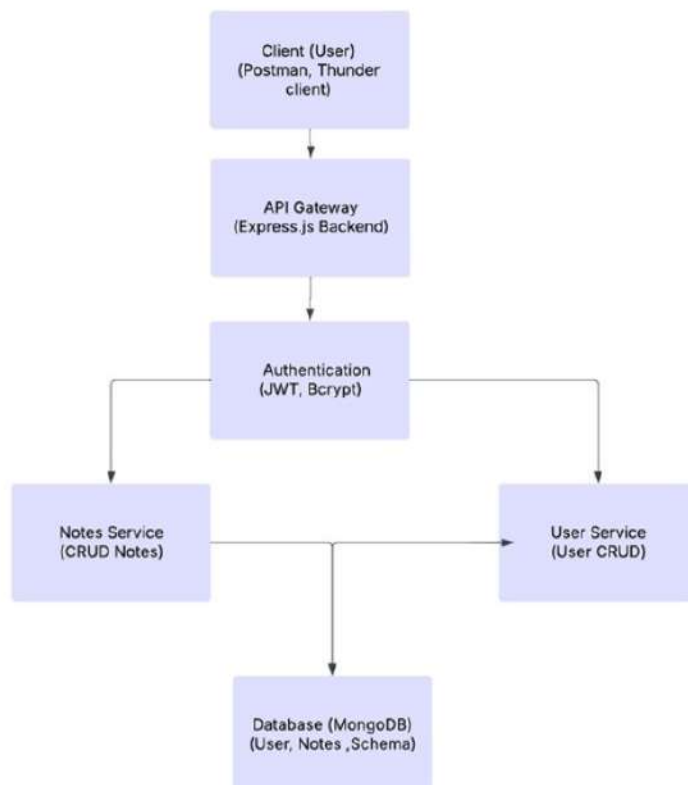 Client (User)
(Postman, Thunder
client)
API Gateway
(Express.js Backend)
Authentication
(JWT, Bcrypt)
Notes Service
(CRUD Notes)
User Service
(User CRUD)
Database (MongoDB)
(User, Notes ,Schema)